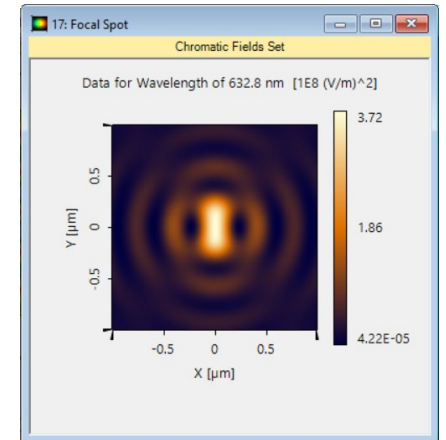 17: Focal Spot
Chromatic Fields Set
Data for Wavelength of 632.8 nm [1E8 (V/m)^2]
3.72
1.86
4.22E-05
0.5
0
-0.5
Y [µm]
-0.5 0 0.5
X [µm]